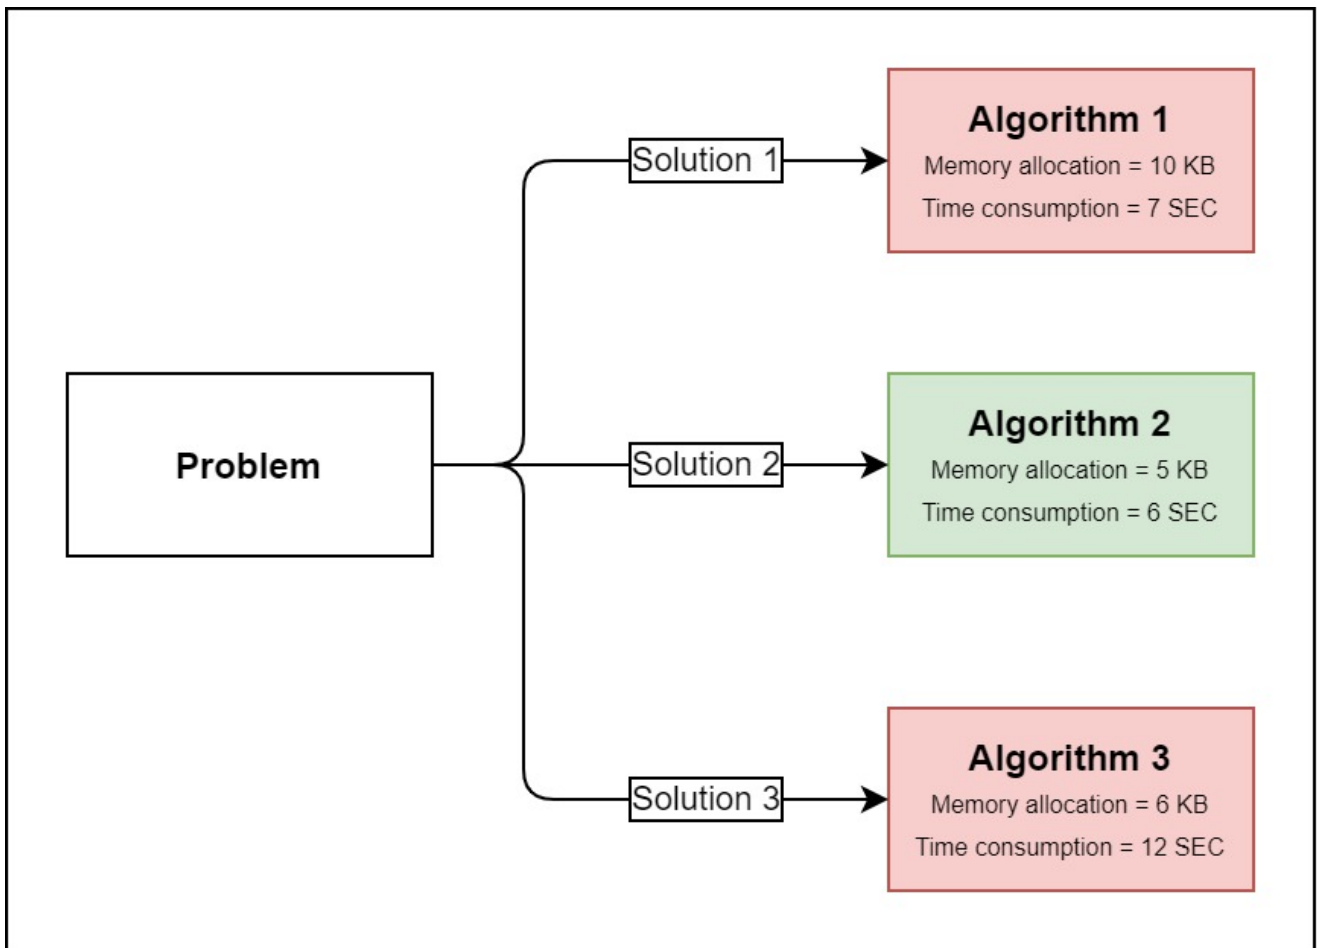 Problem
Solution 1
Algorithm 1
Memory allocation = 10 KB
Time consumption = 7 SEC
Solution 2
Algorithm 2
Memory allocation = 5 KB
Time consumption = 6 SEC
Solution 3
Algorithm 3
Memory allocation = 6 KB
Time consumption = 12 SEC